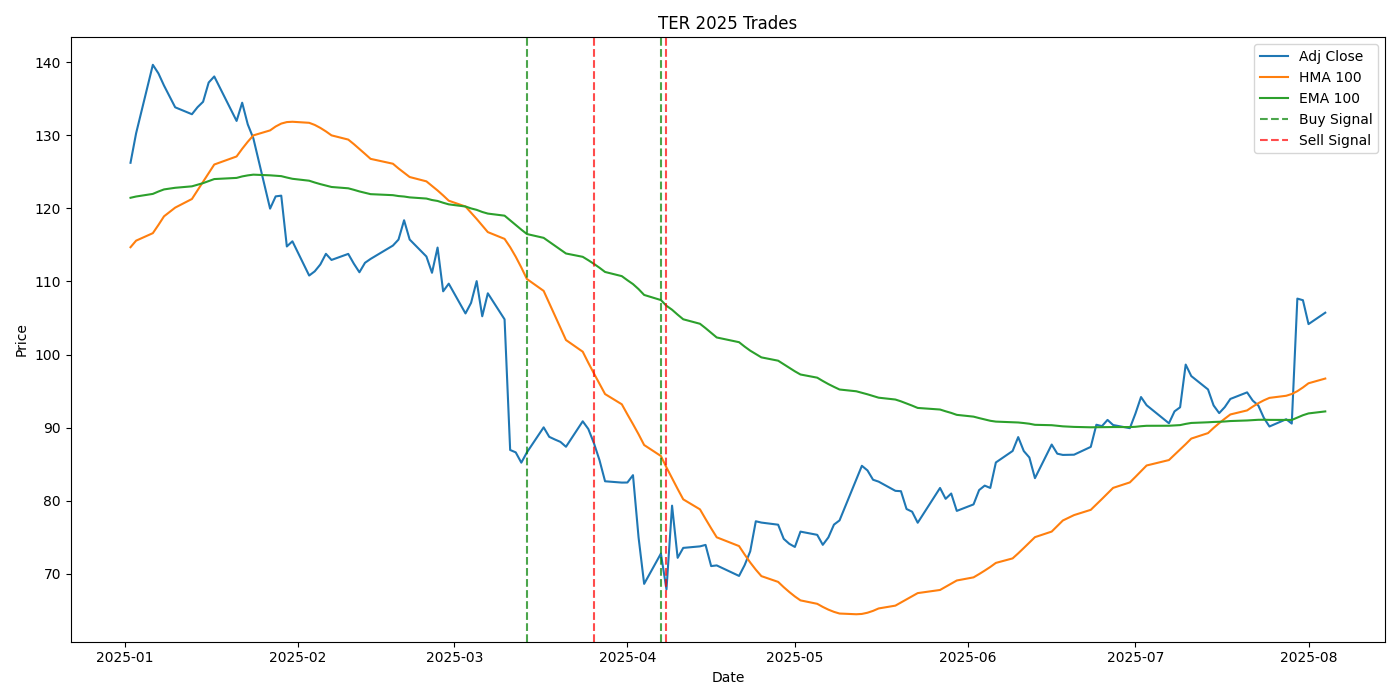 TER 2025 Trades
Adj Close
HMA 100
EMA 100
Buy Signal
Sell Signal
Price
140
130
120
110
100
90
80
70
2025-01
2025-02
2025-03
2025-04
2025-05
2025-06
2025-07
2025-08
Date